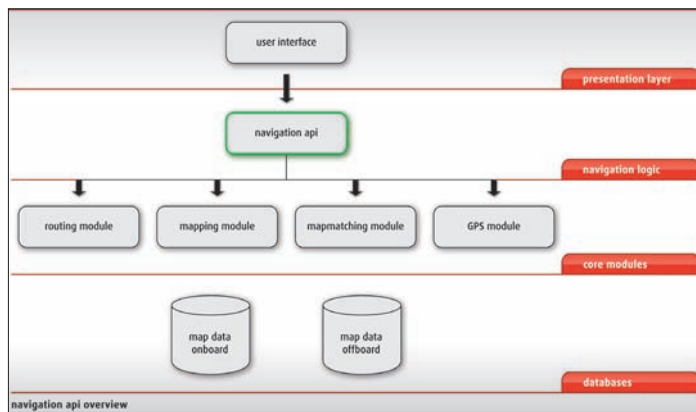 user interface
presentation layer
navigation api
navigation logic
routing module
mapping module
mapmatching module
GPS module
core modules
map data
onboard
map data
offboard
databases
navigation api overview